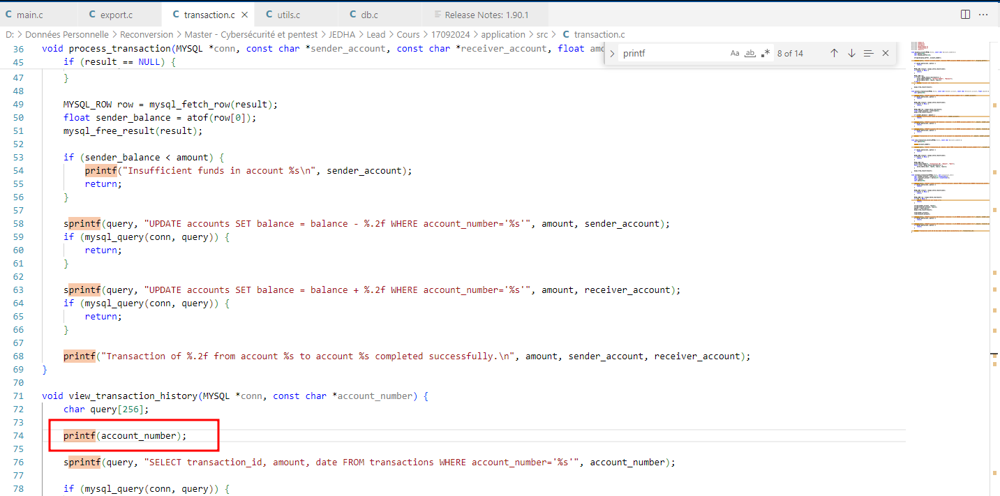 C main.c C export.c C transaction.c × C utils.c C db.c Release Notes: 1.90.1 ···
D: > Données Personnelle > Reconversion > Master - Cybersécurité et pentest > JEDHA > Lead > Cours > 17092024 > application > src > C transaction.c
36 void process_transaction(MYSQL *conn, const char *sender_account, const char *receiver_account, float amo
> printf Aa ab .* 8 of 14
45 if (result == NULL) {
47 }
48
49 MYSQL_ROW row = mysql_fetch_row(result);
50 float sender_balance = atof(row[0]);
51 mysql_free_result(result);
52
53 if (sender_balance < amount) {
54 printf("Insufficient funds in account %s\n", sender_account);
55 return;
56 }
57
58 sprintf(query, "UPDATE accounts SET balance = balance - %.2f WHERE account_number='%s'", amount, sender_account);
59 if (mysql_query(conn, query)) {
60 return;
61 }
62
63 sprintf(query, "UPDATE accounts SET balance = balance + %.2f WHERE account_number='%s'", amount, receiver_account);
64 if (mysql_query(conn, query)) {
65 return;
66 }
67
68 printf("Transaction of %.2f from account %s to account %s completed successfully.\n", amount, sender_account, receiver_account);
69 }
70
71 void view_transaction_history(MYSQL *conn, const char *account_number) {
72 char query[256];
73
74 printf(account_number);
75
76 sprintf(query, "SELECT transaction_id, amount, date FROM transactions WHERE account_number='%s'", account_number);
77
78 if (mysql_query(conn, query)) {